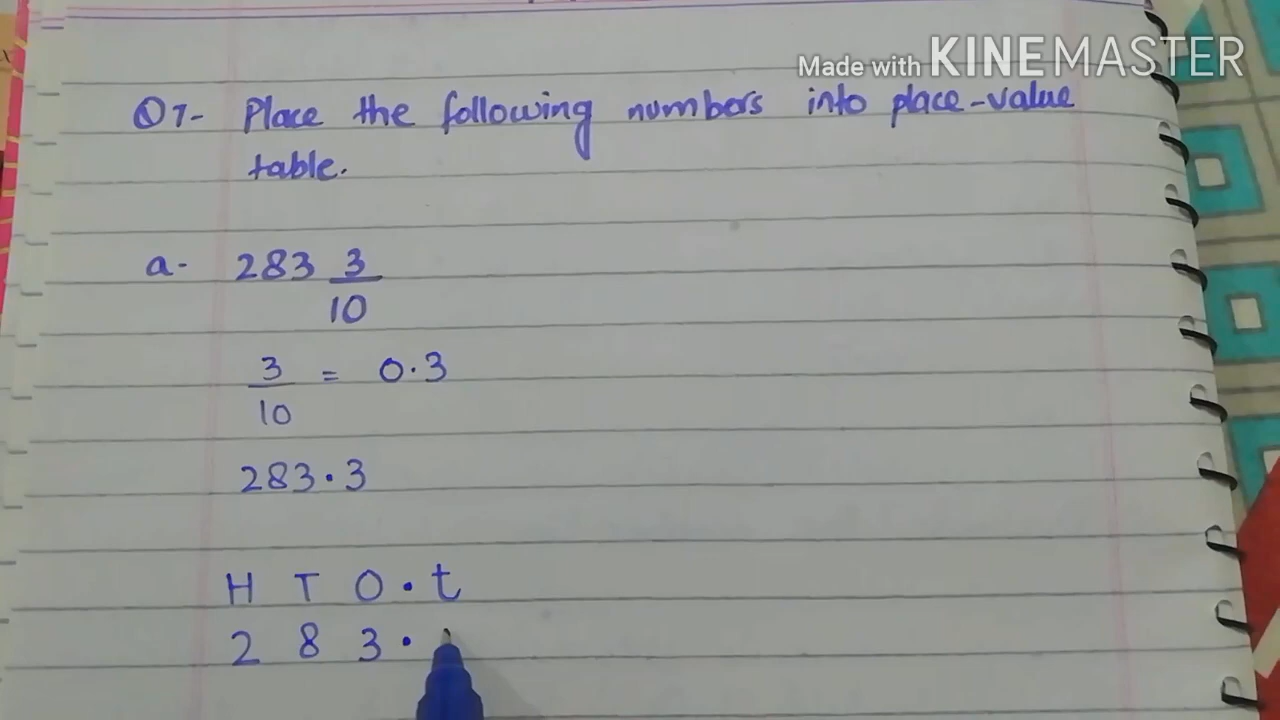 Made with KINEMASTER
Q7- Place the following numbers into place-value
table.
a- 283 3/10
3/10 = 0.3
283.3
H T O . t
2 8 3 .